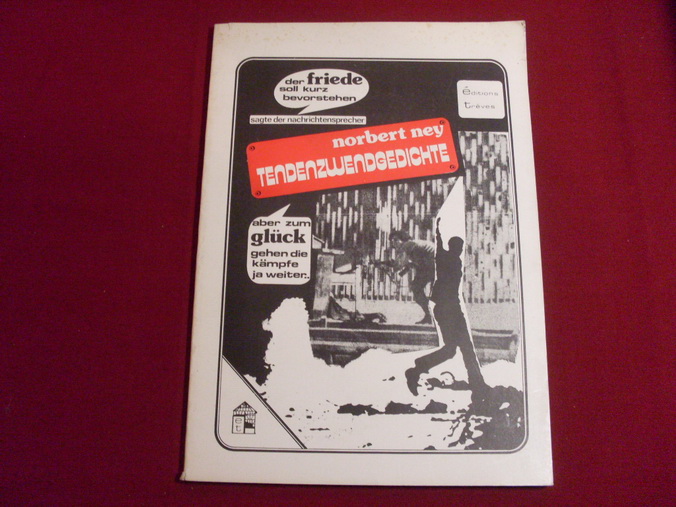 der friede
soll kurz
bevorstehen
sagte der nachrichtensprecher
éditions
trèves
norbert ney
TENDENZWENDGEDICHTE
aber zum
glück
gehen die
kämpfe
ja weiter..
e
t